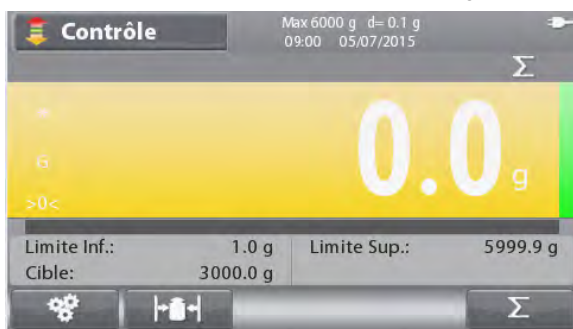 Contrôle
Max 6000 g d= 0.1 g
09:00 05/07/2015
Σ
0.0 g
G
>0<
Limite Inf.: 1.0 g Limite Sup.: 5999.9 g
Cible: 3000.0 g
Σ